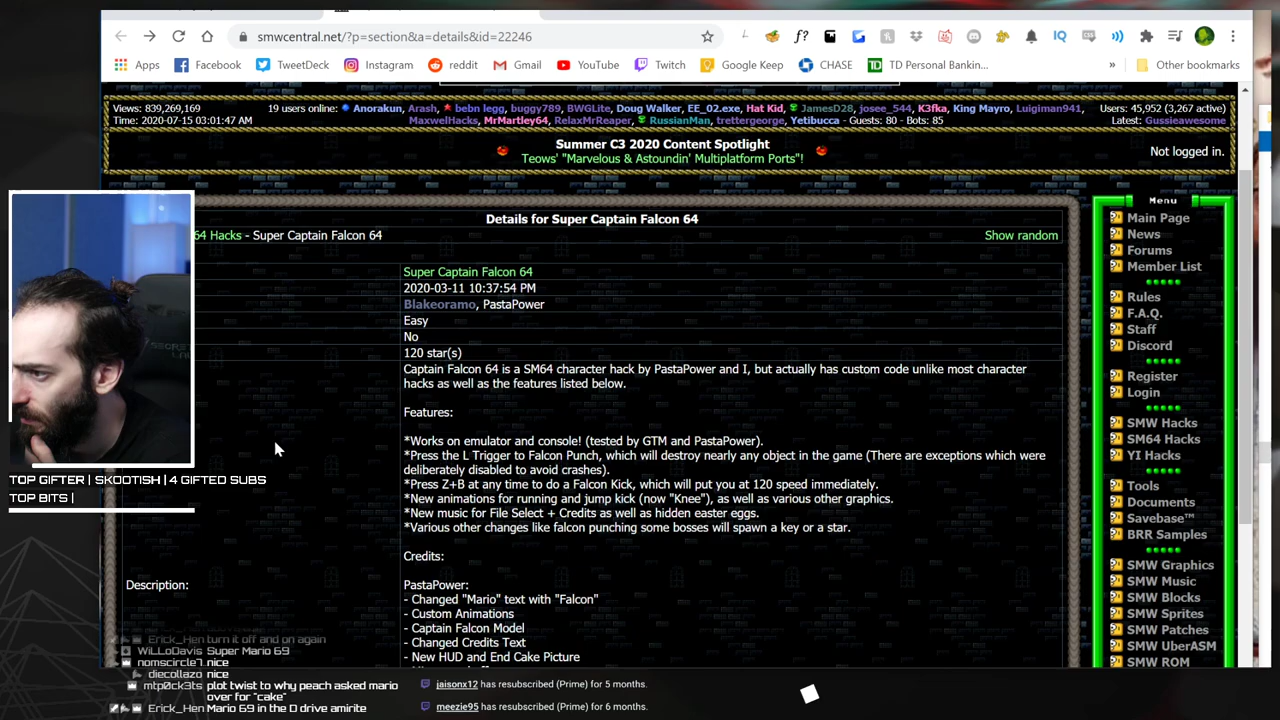 smwcentral.net/?p=section&a=details&id=22246
Apps Facebook TweetDeck Instagram reddit Gmail YouTube Twitch Google Keep CHASE TD Personal Bankin... » Other bookmarks
Views: 839,269,169 19 users online: Anorakun, Arash, bebn legg, buggy789, BWGLite, Doug Walker, EE_02.exe, Hat Kid, JamesD28, josee_544, K3fka, King Mayro, Luigiman941, Users: 45,952 (3,267 active)
Time: 2020-07-15 03:01:47 AM MaxwelHacks, MrMartley64, RelaxMrReaper, RussianMan, trettergeorge, Yetibucca - Guests: 80 - Bots: 85 Latest: Gussieawesome
Summer C3 2020 Content Spotlight
Teows' "Marvelous & Astoundin' Multiplatform Ports"!
Not logged in.
Details for Super Captain Falcon 64
64 Hacks - Super Captain Falcon 64 Show random
Super Captain Falcon 64
2020-03-11 10:37:54 PM
Blakeoramo, PastaPower
Easy
No
120 star(s)
Captain Falcon 64 is a SM64 character hack by PastaPower and I, but actually has custom code unlike most character
hacks as well as the features listed below.
Features:
*Works on emulator and console! (tested by GTM and PastaPower).
*Press the L Trigger to Falcon Punch, which will destroy nearly any object in the game (There are exceptions which were
deliberately disabled to avoid crashes).
*Press Z+B at any time to do a Falcon Kick, which will put you at 120 speed immediately.
*New animations for running and jump kick (now "Knee"), as well as various other graphics.
*New music for File Select + Credits as well as hidden easter eggs.
*Various other changes like falcon punching some bosses will spawn a key or a star.
Credits:
Description:
PastaPower:
- Changed "Mario" text with "Falcon"
- Custom Animations
- Captain Falcon Model
- Changed Credits Text
- New HUD and End Cake Picture
Menu
Main Page
News
Forums
Member List
Rules
F.A.Q.
Staff
Discord
Register
Login
SMW Hacks
SM64 Hacks
YI Hacks
Tools
Documents
Savebase™
BRR Samples
SMW Graphics
SMW Music
SMW Blocks
SMW Sprites
SMW Patches
SMW UberASM
SMW ROM
TOP GIFTER | SKOOTISH | 4 GIFTED SUBS
TOP BITS |
Erick_Hen turn it off and on again
WiLLoDavis Super Mario 69
nomscircle7 nice
diecollazo nice
mtp0ck3ts plot twist to why peach asked mario
over for "cake"
Erick_Hen Mario 69 in the D drive amirite
jaisonx12 has resubscribed (Prime) for 5 months.
meezie95 has resubscribed (Prime) for 6 months.